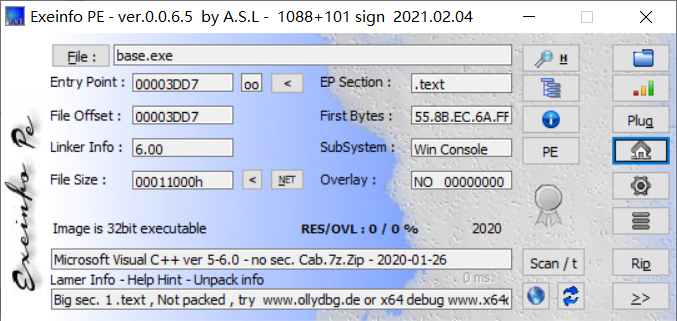 Exeinfo PE - ver.0.0.6.5 by A.S.L - 1088+101 sign 2021.02.04
File : base.exe H
Entry Point : 00003DD7 oo < EP Section : .text
File Offset : 00003DD7 First Bytes : 55.8B.EC.6A.FF Plug
Linker Info : 6.00 SubSystem : Win Console PE
File Size : 00011000h < NET Overlay : NO 00000000
Image is 32bit executable RES/OVL : 0 / 0 % 2020
Microsoft Visual C++ ver 5-6.0 - no sec. Cab.7z.Zip - 2020-01-26 Scan / t Rip
Lamer Info - Help Hint - Unpack info 0 ms.
Big sec. 1 .text , Not packed , try www.ollydbg.de or x64 debug www.x64 >>
Exeinfo Pe